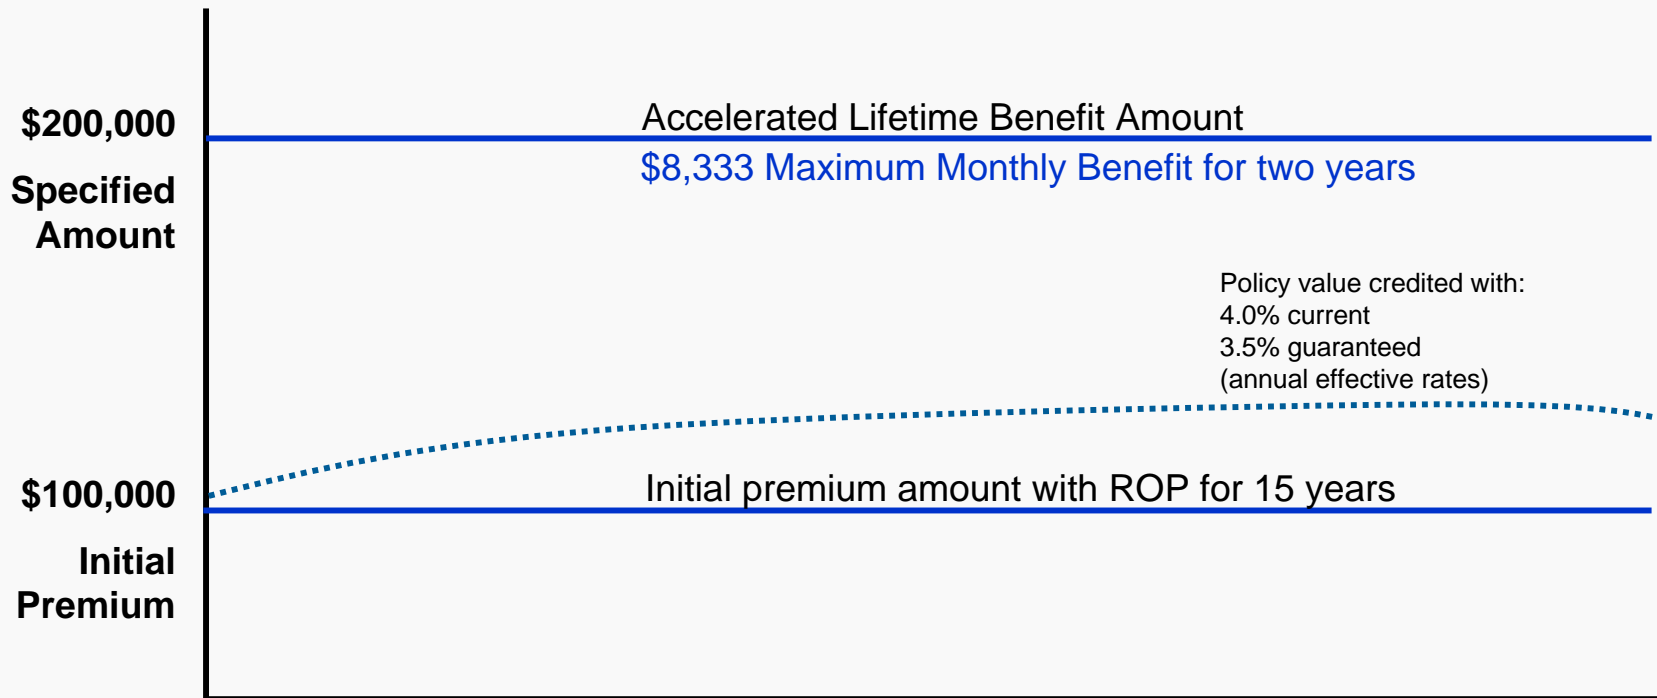 $200,000
Specified
Amount
Accelerated Lifetime Benefit Amount
$8,333 Maximum Monthly Benefit for two years
Policy value credited with:
4.0% current
3.5% guaranteed
(annual effective rates)
$100,000
Initial
Premium
Initial premium amount with ROP for 15 years